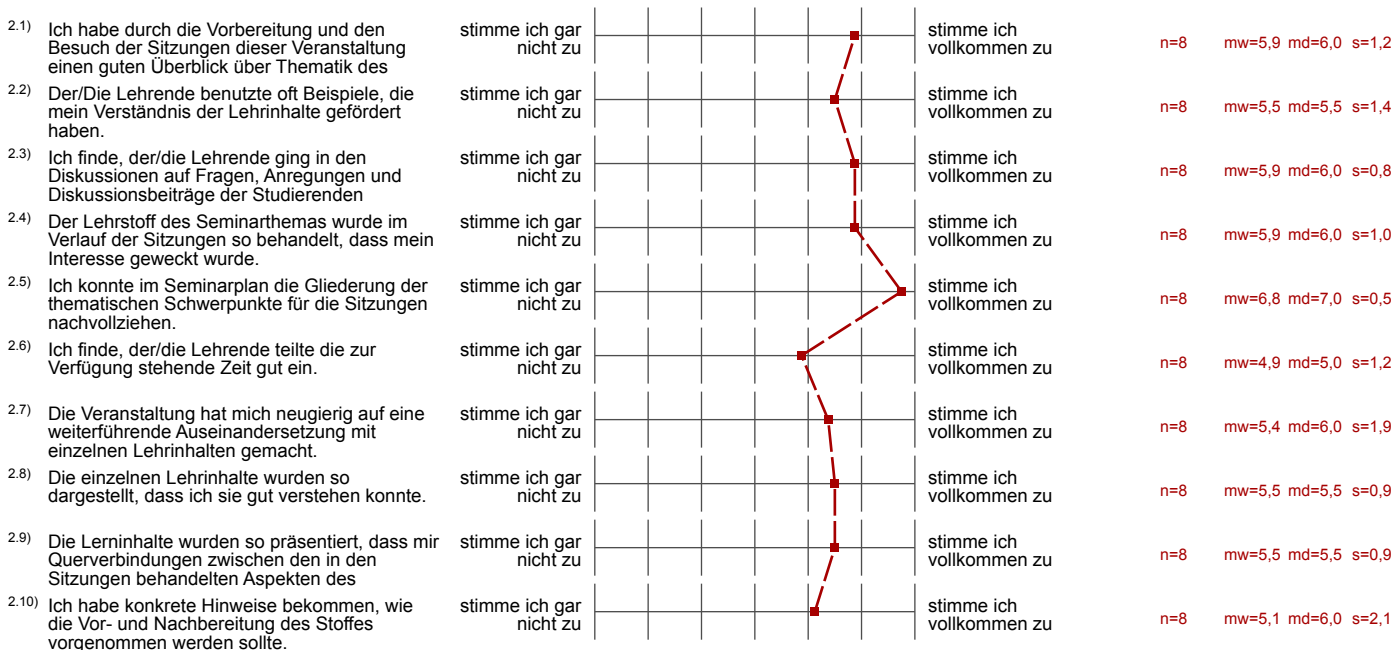 2.1) Ich habe durch die Vorbereitung und den stimme ich gar stimme ich
Besuch der Sitzungen dieser Veranstaltung nicht zu vollkommen zu n=8 mw=5,9 md=6,0 s=1,2
einen guten Überblick über Thematik des
2.2) Der/Die Lehrende benutzte oft Beispiele, die stimme ich gar stimme ich
mein Verständnis der Lehrinhalte gefördert nicht zu vollkommen zu n=8 mw=5,5 md=5,5 s=1,4
haben.
2.3) Ich finde, der/die Lehrende ging in den stimme ich gar stimme ich
Diskussionen auf Fragen, Anregungen und nicht zu vollkommen zu n=8 mw=5,9 md=6,0 s=0,8
Diskussionsbeiträge der Studierenden
2.4) Der Lehrstoff des Seminarthemas wurde im stimme ich gar stimme ich
Verlauf der Sitzungen so behandelt, dass mein nicht zu vollkommen zu n=8 mw=5,9 md=6,0 s=1,0
Interesse geweckt wurde.
2.5) Ich konnte im Seminarplan die Gliederung der stimme ich gar stimme ich
thematischen Schwerpunkte für die Sitzungen nicht zu vollkommen zu n=8 mw=6,8 md=7,0 s=0,5
nachvollziehen.
2.6) Ich finde, der/die Lehrende teilte die zur stimme ich gar stimme ich
Verfügung stehende Zeit gut ein. nicht zu vollkommen zu n=8 mw=4,9 md=5,0 s=1,2
2.7) Die Veranstaltung hat mich neugierig auf eine stimme ich gar stimme ich
weiterführende Auseinandersetzung mit nicht zu vollkommen zu n=8 mw=5,4 md=6,0 s=1,9
einzelnen Lehrinhalten gemacht.
2.8) Die einzelnen Lehrinhalte wurden so stimme ich gar stimme ich
dargestellt, dass ich sie gut verstehen konnte. nicht zu vollkommen zu n=8 mw=5,5 md=5,5 s=0,9
2.9) Die Lerninhalte wurden so präsentiert, dass mir stimme ich gar stimme ich
Querverbindungen zwischen den in den nicht zu vollkommen zu n=8 mw=5,5 md=5,5 s=0,9
Sitzungen behandelten Aspekten des
2.10) Ich habe konkrete Hinweise bekommen, wie stimme ich gar stimme ich
die Vor- und Nachbereitung des Stoffes nicht zu vollkommen zu n=8 mw=5,1 md=6,0 s=2,1
vorgenommen werden sollte.